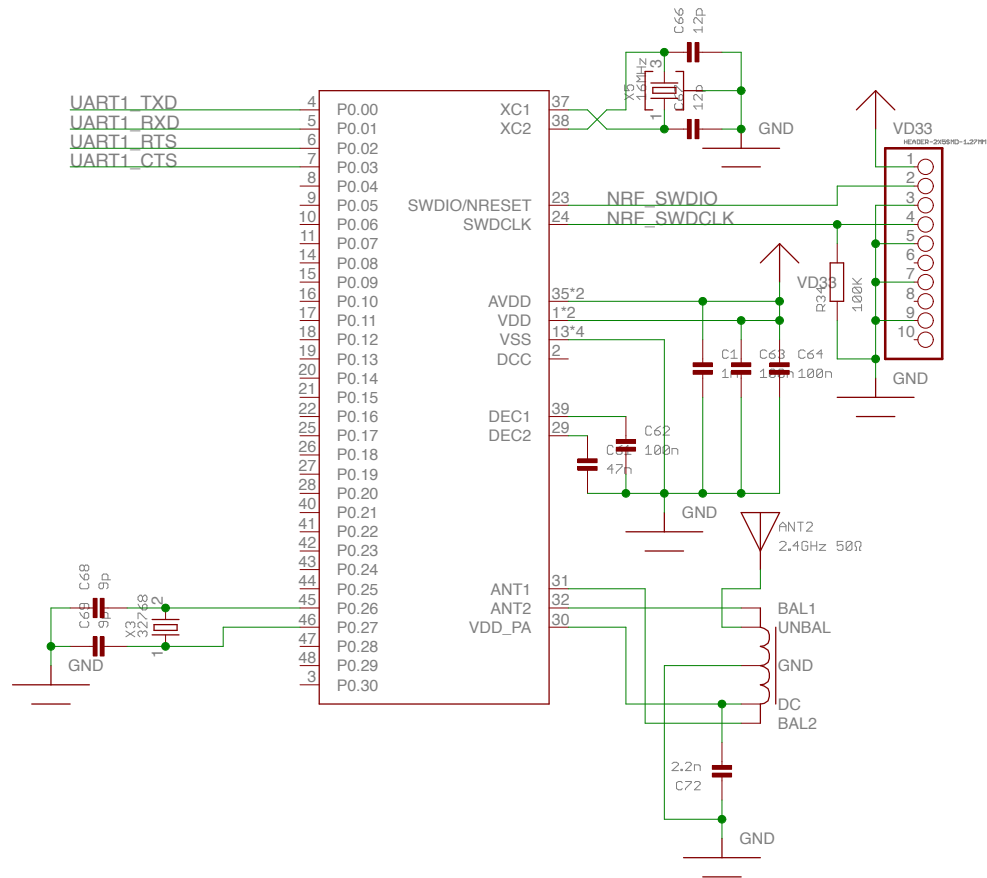 C66
12p
X5
16MHz
3
1
C67
12p
GND
UART1_TXD
UART1_RXD
UART1_RTS
UART1_CTS
4 P0.00
5 P0.01
6 P0.02
7 P0.03
8 P0.04
9 P0.05
10 P0.06
11 P0.07
14 P0.08
15 P0.09
16 P0.10
17 P0.11
18 P0.12
19 P0.13
20 P0.14
21 P0.15
22 P0.16
25 P0.17
26 P0.18
27 P0.19
28 P0.20
40 P0.21
41 P0.22
42 P0.23
43 P0.24
44 P0.25
45 P0.26
46 P0.27
47 P0.28
48 P0.29
3 P0.30
XC1 37
XC2 38
SWDIO/NRESET 23
SWDCLK 24
AVDD 35*2
VDD 1*2
VSS 13*4
DCC 2
DEC1 39
DEC2 29
ANT1 31
ANT2 32
VDD_PA 30
NRF_SWDIO
NRF_SWDCLK
VD33
HEADER-2X5SMD-1.27MM
1
2
3
4
5
6
7
8
9
10
VD33
R34
100K
GND
C1
C63
C64
100n
C62
100n
C61
47n
GND
ANT2
2.4GHz 50Ω
BAL1
UNBAL
GND
DC
BAL2
2.2n
C72
GND
C68
9p
C69
9p
X3
32768
2
1
GND